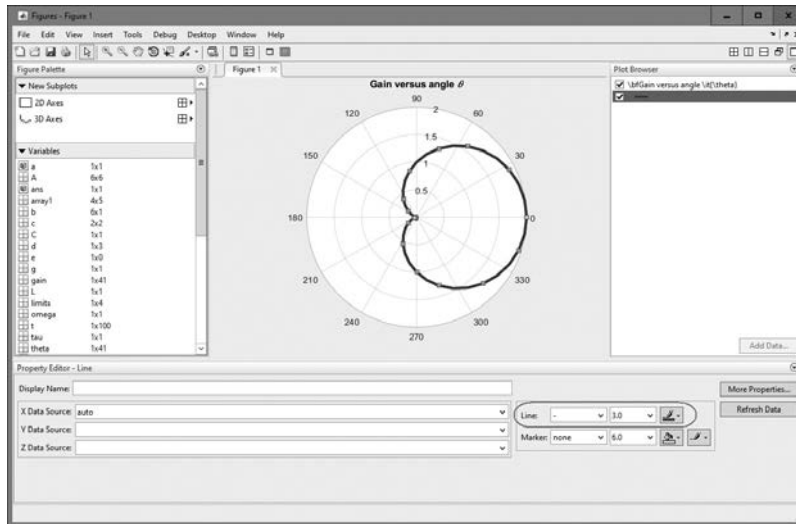 Figures - Figure 1
File Edit View Insert Tools Debug Desktop Window Help
Figure Palette
Figure 1
Plot Browser
▼ New Subplots
2D Axes
3D Axes
▼ Variables
a 1x1
A 6x6
ans 1x1
array1 4x5
b 6x1
c 2x2
C 1x1
d 1x3
e 1x0
g 1x1
gain 1x41
L 1x1
limits 1x4
omega 1x1
t 1x100
tau 1x1
theta 1x41
Gain versus angle θ
90
120 2 60
1.5
150 1 30
0.5
180 0
210 330
240 300
270
\bfGain versus angle \it{\theta}
Add Data...
Property Editor - Line
Display Name:
More Properties...
X Data Source: auto
Line: - 3.0
Refresh Data
Y Data Source:
Marker: none 6.0
Z Data Source: